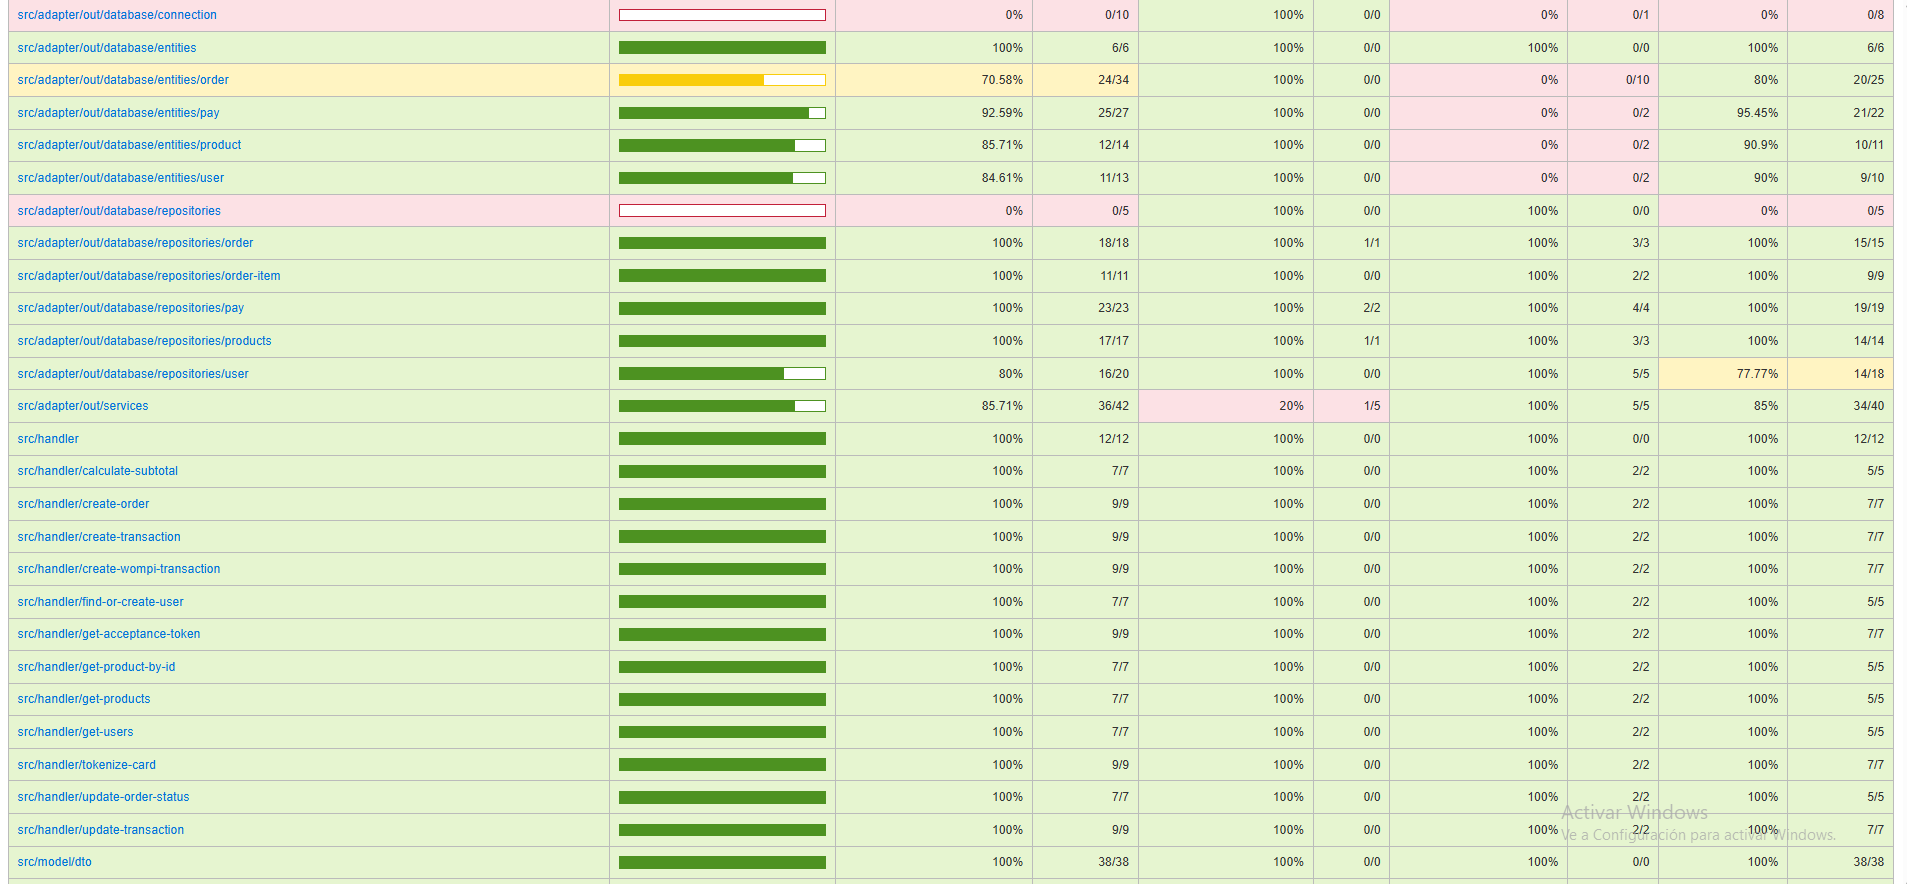 src/adapter/out/database/connection 0% 0/10 100% 0/0 0% 0/1 0% 0/8
src/adapter/out/database/entities 100% 6/6 100% 0/0 100% 0/0 100% 6/6
src/adapter/out/database/entities/order 70.58% 24/34 100% 0/0 0% 0/10 80% 20/25
src/adapter/out/database/entities/pay 92.59% 25/27 100% 0/0 0% 0/2 95.45% 21/22
src/adapter/out/database/entities/product 85.71% 12/14 100% 0/0 0% 0/2 90.9% 10/11
src/adapter/out/database/entities/user 84.61% 11/13 100% 0/0 0% 0/2 90% 9/10
src/adapter/out/database/repositories 0% 0/5 100% 0/0 100% 0/0 0% 0/5
src/adapter/out/database/repositories/order 100% 18/18 100% 1/1 100% 3/3 100% 15/15
src/adapter/out/database/repositories/order-item 100% 11/11 100% 0/0 100% 2/2 100% 9/9
src/adapter/out/database/repositories/pay 100% 23/23 100% 2/2 100% 4/4 100% 19/19
src/adapter/out/database/repositories/products 100% 17/17 100% 1/1 100% 3/3 100% 14/14
src/adapter/out/database/repositories/user 80% 16/20 100% 0/0 100% 5/5 77.77% 14/18
src/adapter/out/services 85.71% 36/42 20% 1/5 100% 5/5 85% 34/40
src/handler 100% 12/12 100% 0/0 100% 0/0 100% 12/12
src/handler/calculate-subtotal 100% 7/7 100% 0/0 100% 2/2 100% 5/5
src/handler/create-order 100% 9/9 100% 0/0 100% 2/2 100% 7/7
src/handler/create-transaction 100% 9/9 100% 0/0 100% 2/2 100% 7/7
src/handler/create-wompi-transaction 100% 9/9 100% 0/0 100% 2/2 100% 7/7
src/handler/find-or-create-user 100% 7/7 100% 0/0 100% 2/2 100% 5/5
src/handler/get-acceptance-token 100% 9/9 100% 0/0 100% 2/2 100% 7/7
src/handler/get-product-by-id 100% 7/7 100% 0/0 100% 2/2 100% 5/5
src/handler/get-products 100% 7/7 100% 0/0 100% 2/2 100% 5/5
src/handler/get-users 100% 7/7 100% 0/0 100% 2/2 100% 5/5
src/handler/tokenize-card 100% 9/9 100% 0/0 100% 2/2 100% 7/7
src/handler/update-order-status 100% 7/7 100% 0/0 100% 2/2 100% 5/5
Activar Windows
src/handler/update-transaction 100% 9/9 100% 0/0 100% 2/2 100% 7/7
Ve a Configuración para activar Windows.
src/model/dto 100% 38/38 100% 0/0 100% 0/0 100% 38/38